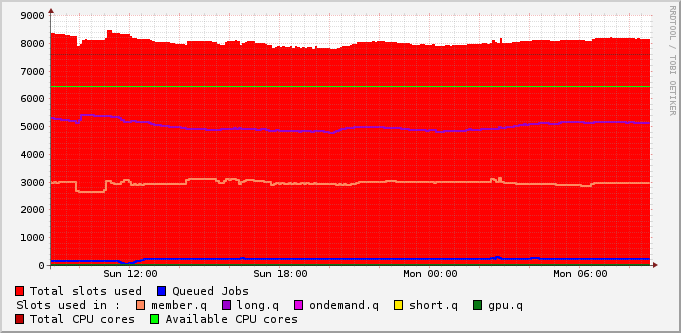 9000
8000
7000
6000
5000
4000
3000
2000
1000
0
Sun 12:00 Sun 18:00 Mon 00:00 Mon 06:00
Total slots used Queued Jobs
Slots used in : member.q long.q ondemand.q short.q gpu.q
Total CPU cores Available CPU cores
RRDTOOL / TOBI OETIKER